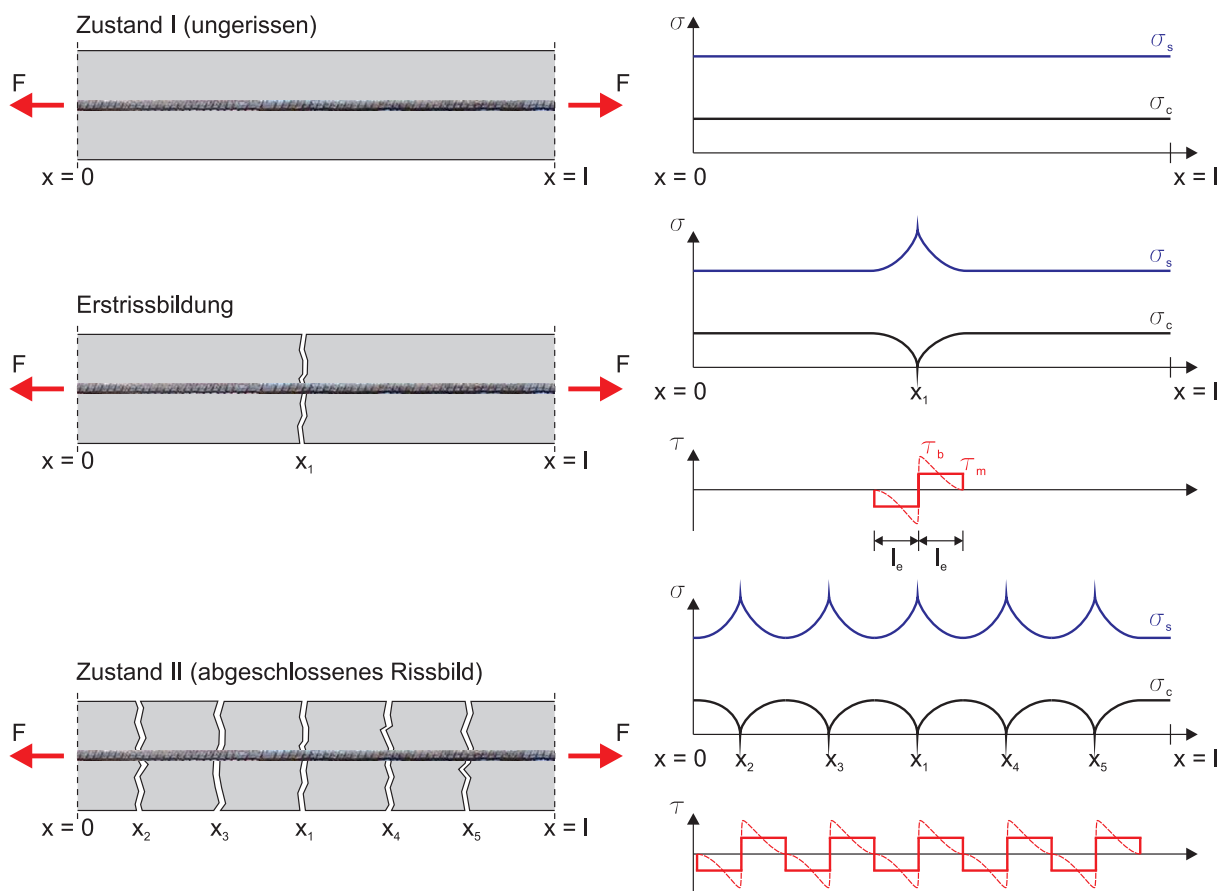 Zustand I (ungerissen)
F
F
x = 0
x = l
σ
σs
σc
x = 0
x = l
Erstrissbildung
F
F
x = 0
x1
x = l
σ
σs
σc
x = 0
x1
x = l
τ
τb
τm
le
le
Zustand II (abgeschlossenes Rissbild)
F
F
x = 0
x2
x3
x1
x4
x5
x = l
σ
σs
σc
x = 0
x2
x3
x1
x4
x5
x = l
τ